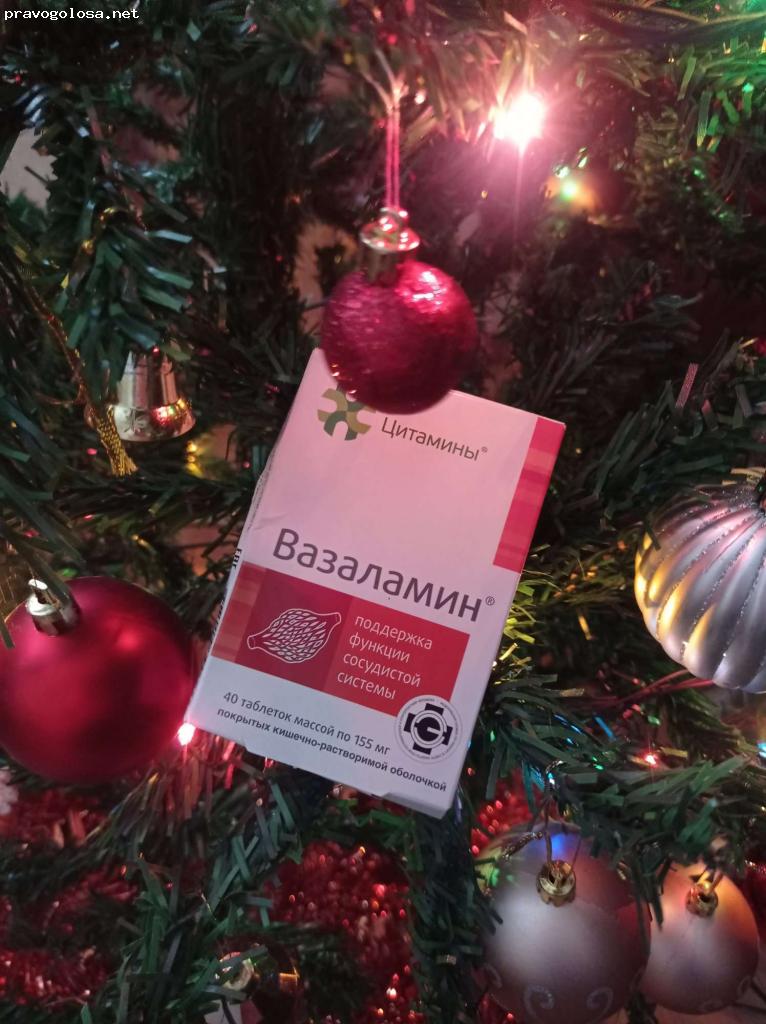 pravogolosa.net
Цитамины®
Вазаламин®
поддержка
функции
сосудистой
системы
40 таблеток массой по 155 мг
покрытых кишечно-растворимой оболочкой